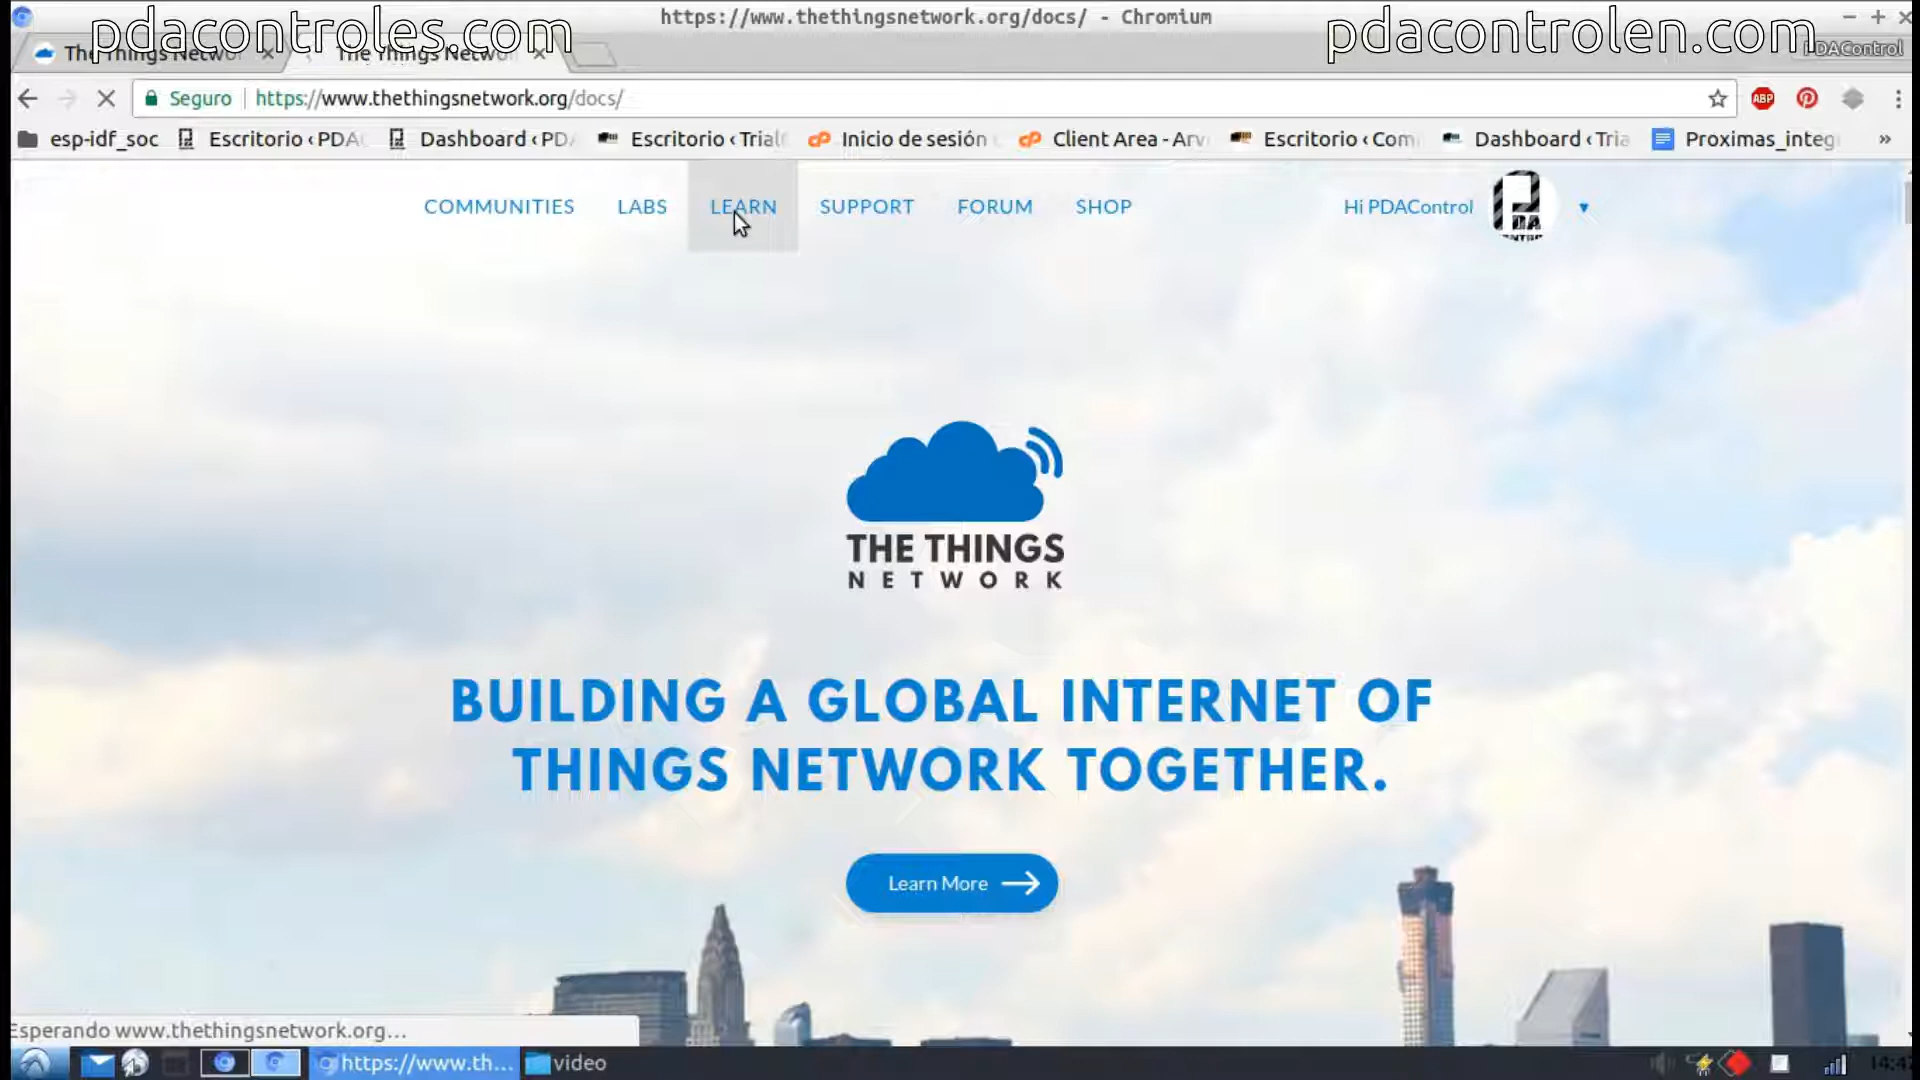 https://www.thethingsnetwork.org/docs/ - Chromium
pdacontroles.com
pdacontrolen.com
The Things Netwo
The Things Netwo
PDAControl
Seguro
https://www.thethingsnetwork.org/docs/
ABP
esp-idf_soc
Escritorio ‹ PDA
Dashboard ‹ PD
Escritorio ‹ Trial
Inicio de sesión
Client Area - Arv
Escritorio ‹ Com
Dashboard ‹ Tria
Proximas_integ
»
COMMUNITIES
LABS
LEARN
SUPPORT
FORUM
SHOP
Hi PDAControl
THE THINGS
NETWORK
BUILDING A GLOBAL INTERNET OF
THINGS NETWORK TOGETHER.
Learn More
Esperando www.thethingsnetwork.org...
https://www.th...
video